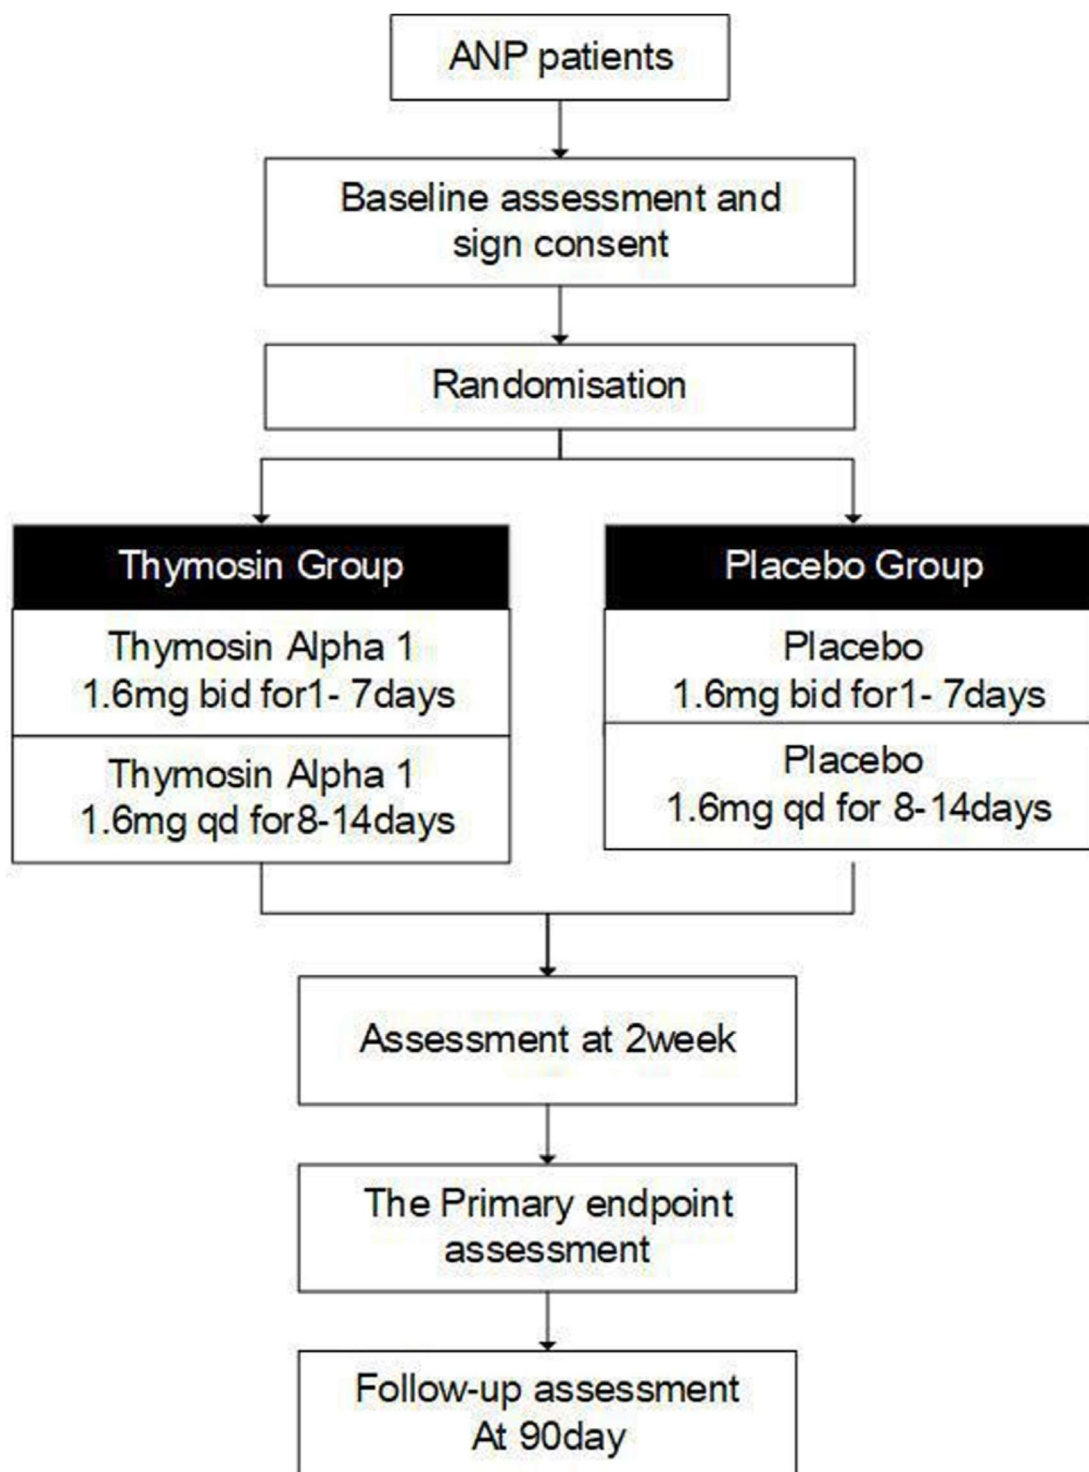 ANP patients
Baseline assessment and
sign consent
Randomisation
Thymosin Group
Thymosin Alpha 1
1.6mg bid for1- 7days
Thymosin Alpha 1
1.6mg qd for8-14days
Placebo Group
Placebo
1.6mg bid for1- 7days
Placebo
1.6mg qd for 8-14days
Assessment at 2week
The Primary endpoint
assessment
Follow-up assessment
At 90day